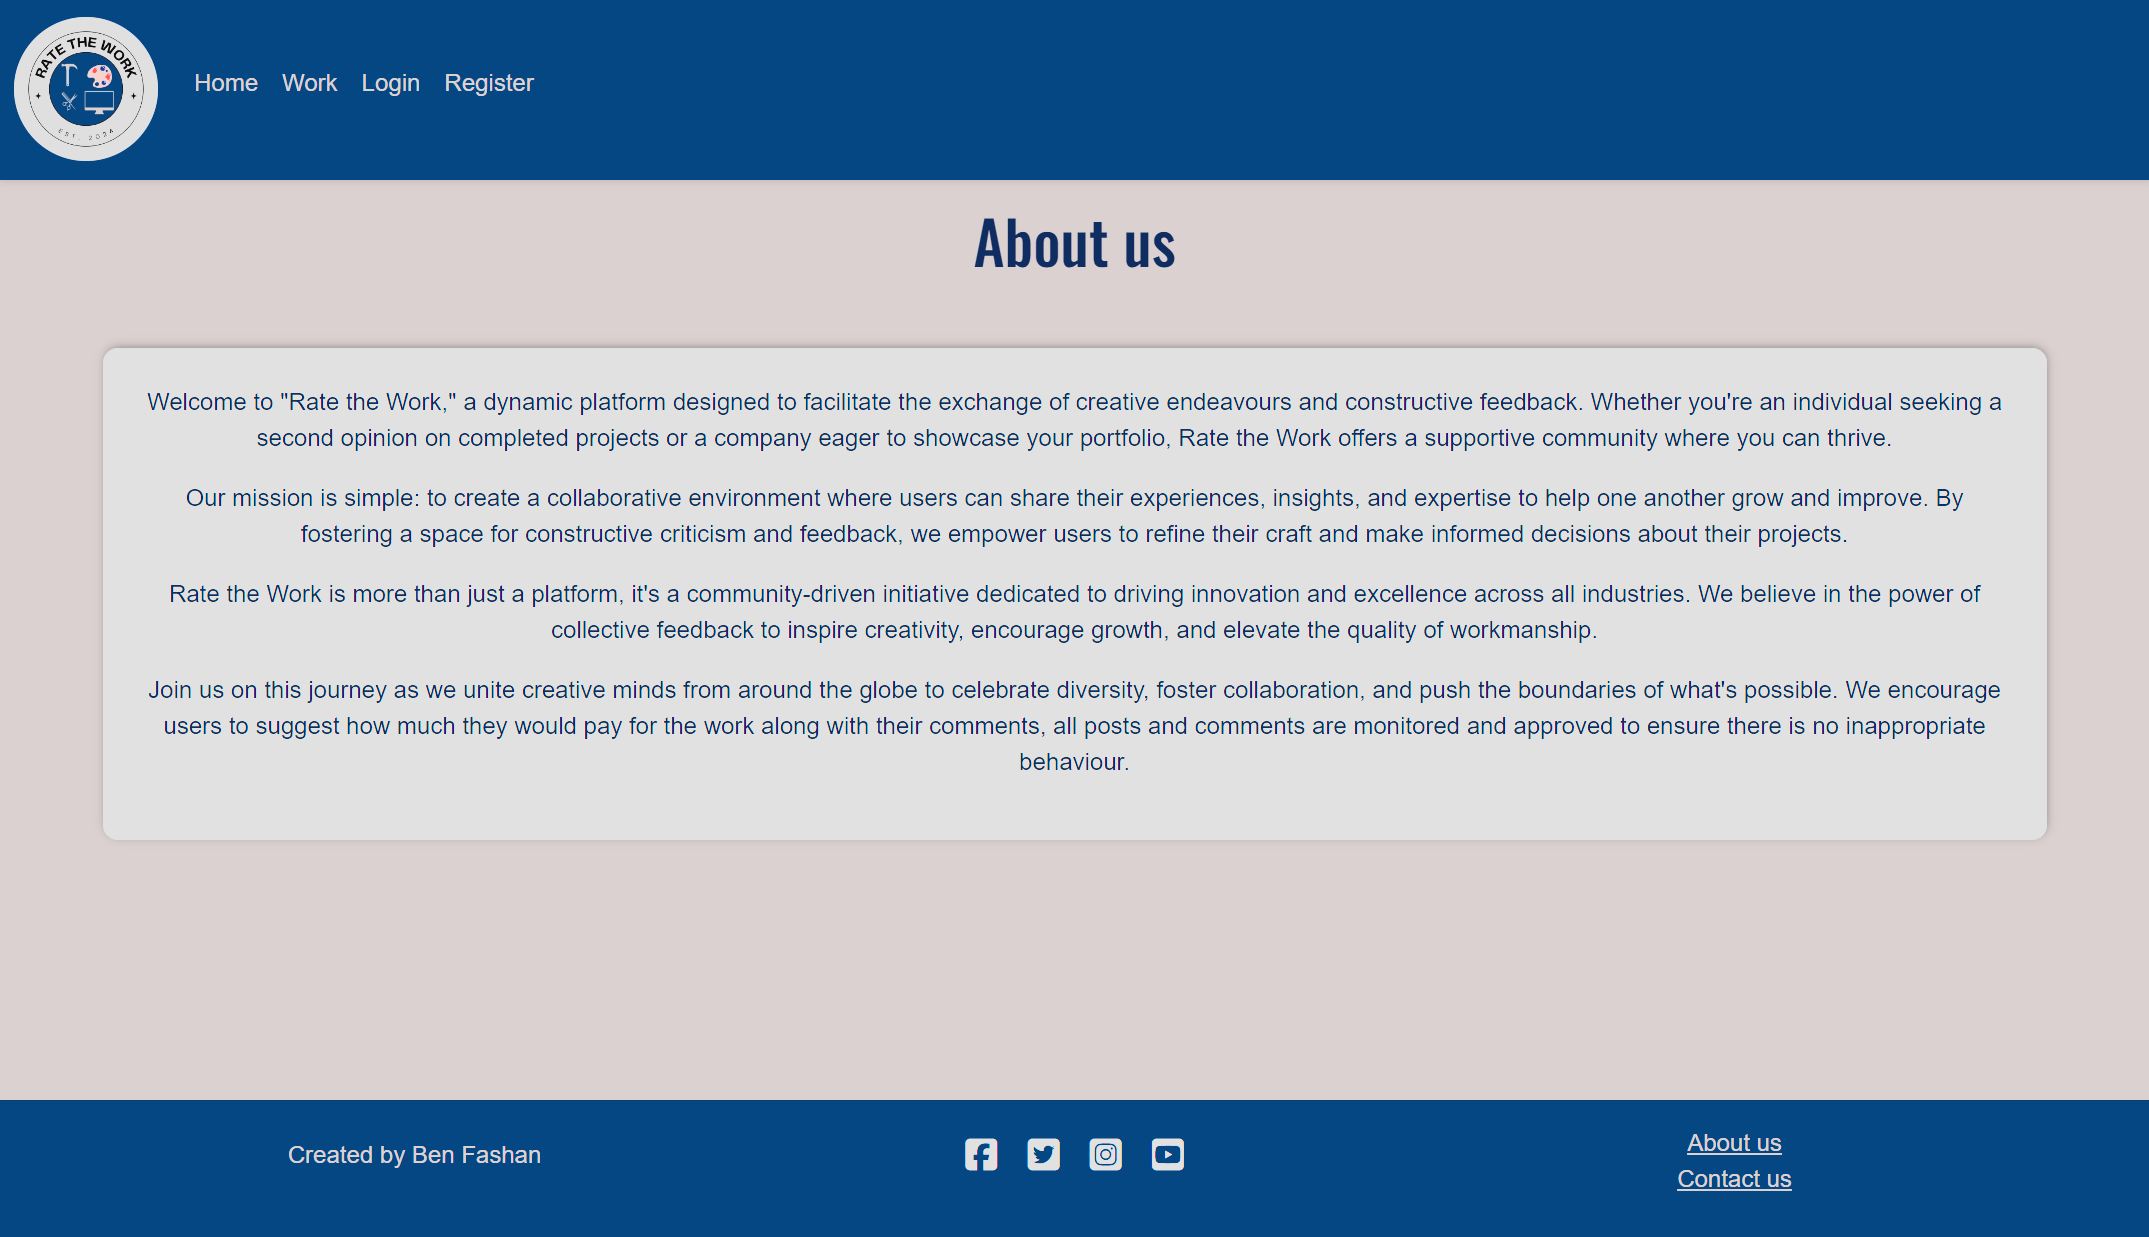 RATE THE WORK
EST. 2024
Home Work Login Register
About us
Welcome to "Rate the Work," a dynamic platform designed to facilitate the exchange of creative endeavours and constructive feedback. Whether you're an individual seeking a
second opinion on completed projects or a company eager to showcase your portfolio, Rate the Work offers a supportive community where you can thrive.
Our mission is simple: to create a collaborative environment where users can share their experiences, insights, and expertise to help one another grow and improve. By
fostering a space for constructive criticism and feedback, we empower users to refine their craft and make informed decisions about their projects.
Rate the Work is more than just a platform, it's a community-driven initiative dedicated to driving innovation and excellence across all industries. We believe in the power of
collective feedback to inspire creativity, encourage growth, and elevate the quality of workmanship.
Join us on this journey as we unite creative minds from around the globe to celebrate diversity, foster collaboration, and push the boundaries of what's possible. We encourage
users to suggest how much they would pay for the work along with their comments, all posts and comments are monitored and approved to ensure there is no inappropriate
behaviour.
Created by Ben Fashan
About us
Contact us